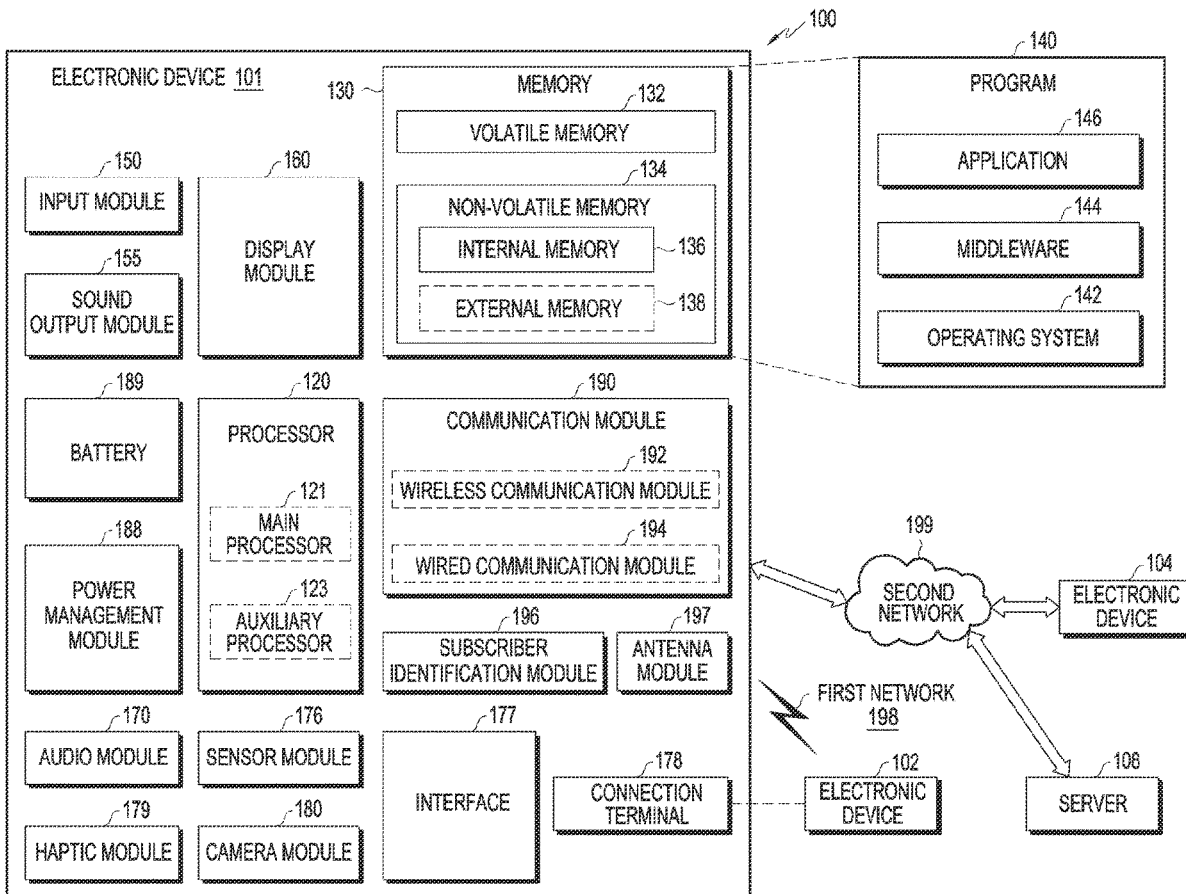 100
ELECTRONIC DEVICE 101
130
MEMORY
132
VOLATILE MEMORY
134
NON-VOLATILE MEMORY
INTERNAL MEMORY
136
EXTERNAL MEMORY
138
140
PROGRAM
146
APPLICATION
144
MIDDLEWARE
142
OPERATING SYSTEM
150
INPUT MODULE
155
SOUND
OUTPUT MODULE
160
DISPLAY
MODULE
189
BATTERY
120
PROCESSOR
121
MAIN
PROCESSOR
123
AUXILIARY
PROCESSOR
190
COMMUNICATION MODULE
192
WIRELESS COMMUNICATION MODULE
194
WIRED COMMUNICATION MODULE
188
POWER
MANAGEMENT
MODULE
196
SUBSCRIBER
IDENTIFICATION MODULE
197
ANTENNA
MODULE
199
SECOND
NETWORK
104
ELECTRONIC
DEVICE
FIRST NETWORK
198
170
AUDIO MODULE
176
SENSOR MODULE
177
INTERFACE
178
CONNECTION
TERMINAL
102
ELECTRONIC
DEVICE
108
SERVER
179
HAPTIC MODULE
180
CAMERA MODULE